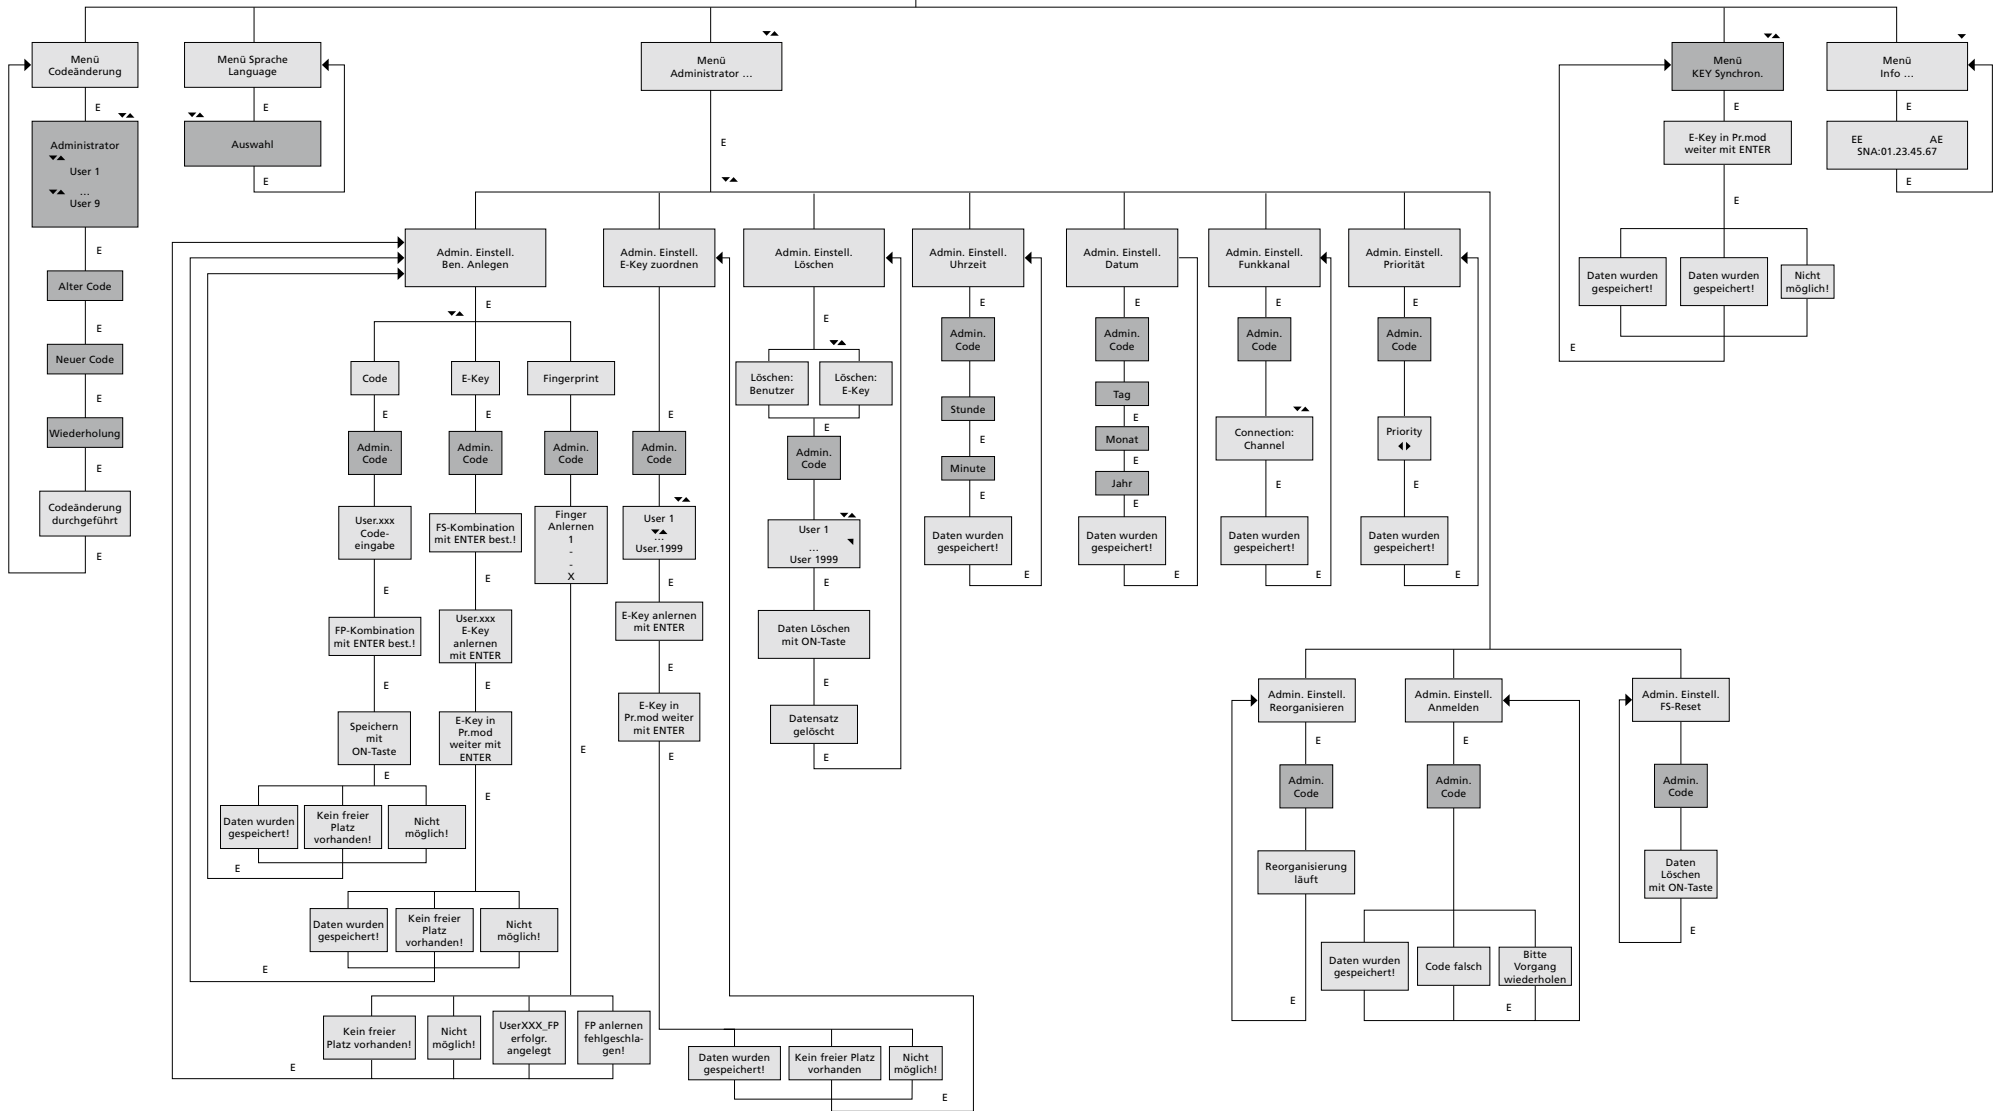 Menü
Codeänderung
E
Administrator
User 1
...
User 9
E
Alter Code
E
Neuer Code
E
Wiederholung
E
Codeänderung
durchgeführt
E
Menü Sprache
Language
E
Auswahl
E
Menü
Administrator ...
E
Admin. Einstell.
Ben. Anlegen
E
Code
E
Admin.
Code
User.xxx
Code-
eingabe
E
FP-Kombination
mit ENTER best.!
E
Speichern
mit
ON-Taste
E
Daten wurden
gespeichert!
Kein freier
Platz
vorhanden!
Nicht
möglich!
E
E-Key
E
Admin.
Code
FS-Kombination
mit ENTER best.!
E
User.xxx
E-Key
anlernen
mit ENTER
E
E-Key in
Pr.mod
weiter mit
ENTER
E
Daten wurden
gespeichert!
Kein freier
Platz
vorhanden!
Nicht
möglich!
E
Fingerprint
Admin.
Code
Finger
Anlernen
1
-
-
X
E
Kein freier
Platz vorhanden!
Nicht
möglich!
UserXXX_FP
erfolgr.
angelegt
FP anlernen
fehlgeschla-
gen!
E
Admin. Einstell.
E-Key zuordnen
E
Admin.
Code
User 1
...
User.1999
E
E-Key anlernen
mit ENTER
E
E-Key in
Pr.mod weiter
mit ENTER
E
Daten wurden
gespeichert!
Kein freier Platz
vorhanden
Nicht
möglich!
E
Admin. Einstell.
Löschen
E
Löschen:
Benutzer
Löschen:
E-Key
E
Admin.
Code
User 1
...
User 1999
E
Daten Löschen
mit ON-Taste
E
Datensatz
gelöscht
E
Admin. Einstell.
Uhrzeit
E
Admin.
Code
Stunde
E
Minute
E
Daten wurden
gespeichert!
E
Admin. Einstell.
Datum
E
Admin.
Code
Tag
E
Monat
E
Jahr
E
Daten wurden
gespeichert!
E
Admin. Einstell.
Funkkanal
E
Admin.
Code
Connection:
Channel
E
Daten wurden
gespeichert!
E
Admin. Einstell.
Priorität
E
Admin.
Code
Priority
E
Daten wurden
gespeichert!
E
Admin. Einstell.
Reorganisieren
E
Admin.
Code
Reorganisierung
läuft
E
Admin. Einstell.
Anmelden
E
Admin.
Code
Daten wurden
gespeichert!
Code falsch
Bitte
Vorgang
wiederholen
E
Admin. Einstell.
FS-Reset
Admin.
Code
Daten
Löschen
mit ON-Taste
E
Menü
KEY Synchron.
E
E-Key in Pr.mod
weiter mit ENTER
E
Daten wurden
gespeichert!
Daten wurden
gespeichert!
Nicht
möglich!
E
Menü
Info ...
E
EE AE
SNA:01.23.45.67
E